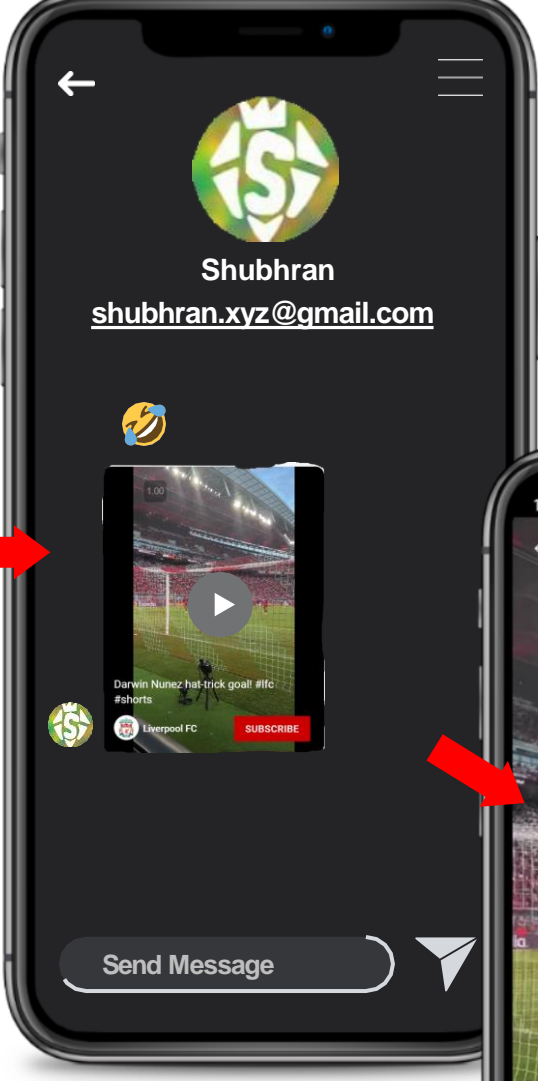 Shubhran
shubhran.xyz@gmail.com
1.00
Darwin Nunez hat-trick goal! #lfc
#shorts
Liverpool FC
SUBSCRIBE
Send Message